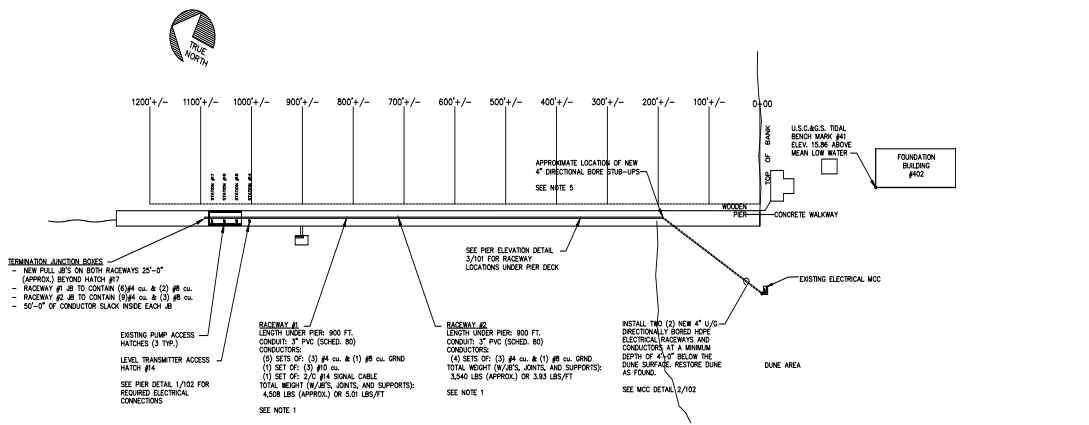 TRUE
NORTH
1200'+/-
1100'+/-
1000'+/-
900'+/-
800'+/-
700'+/-
600'+/-
500'+/-
400'+/-
300'+/-
200'+/-
100'+/-
0+00
TOP OF BANK
U.S.C.&G.S. TIDAL
BENCH MARK #41
ELEV. 15.86 ABOVE
MEAN LOW WATER
FOUNDATION
BUILDING
#402
APPROXIMATE LOCATION OF NEW
4" DIRECTIONAL BORE STUB-UPS
SEE NOTE 5
WOODEN
PIER
CONCRETE WALKWAY
TERMINATION JUNCTION BOXES
- NEW PULL JB'S ON BOTH RACEWAYS 25'-0"
(APPROX.) BEYOND HATCH #17
- RACEWAY #1 JB TO CONTAIN (6)#4 cu. & (2) #8 cu.
- RACEWAY #2 JB TO CONTAIN (9)#4 cu. & (3) #8 cu.
- 50'-0" OF CONDUCTOR SLACK INSIDE EACH JB
SEE PIER ELEVATION DETAIL
3/101 FOR RACEWAY
LOCATIONS UNDER PIER DECK
EXISTING ELECTRICAL MCC
EXISTING PUMP ACCESS
HATCHES (3 TYP.)
LEVEL TRANSMITTER ACCESS
HATCH #14
SEE PIER DETAIL 1/102 FOR
REQUIRED ELECTRICAL
CONNECTIONS
RACEWAY #1
LENGTH UNDER PIER: 900 FT.
CONDUIT: 3" PVC (SCHED. 80)
CONDUCTORS:
(5) SETS OF: (3) #4 cu. & (1) #8 cu. GRND
(1) SET OF: (3) #10 cu.
(1) SET OF: 2/C #14 SIGNAL CABLE
TOTAL WEIGHT (W/JB'S, JOINTS, AND SUPPORTS):
4,508 LBS (APPROX.) OR 5.01 LBS/FT
SEE NOTE 1
RACEWAY #2
LENGTH UNDER PIER: 900 FT.
CONDUIT: 3" PVC (SCHED. 80)
CONDUCTORS:
(4) SETS OF: (3) #4 cu. & (1) #8 cu. GRND
TOTAL WEIGHT (W/JB'S, JOINTS, AND SUPPORTS):
3,540 LBS (APPROX.) OR 3.93 LBS/FT
SEE NOTE 1
INSTALL TWO (2) NEW 4" U/G
DIRECTIONALLY BORED HDPE
ELECTRICAL RACEWAYS AND
CONDUCTORS AT A MINIMUM
DEPTH OF 4'-0" BELOW THE
DUNE SURFACE. RESTORE DUNE
AS FOUND.
SEE MCC DETAIL 2/102
DUNE AREA